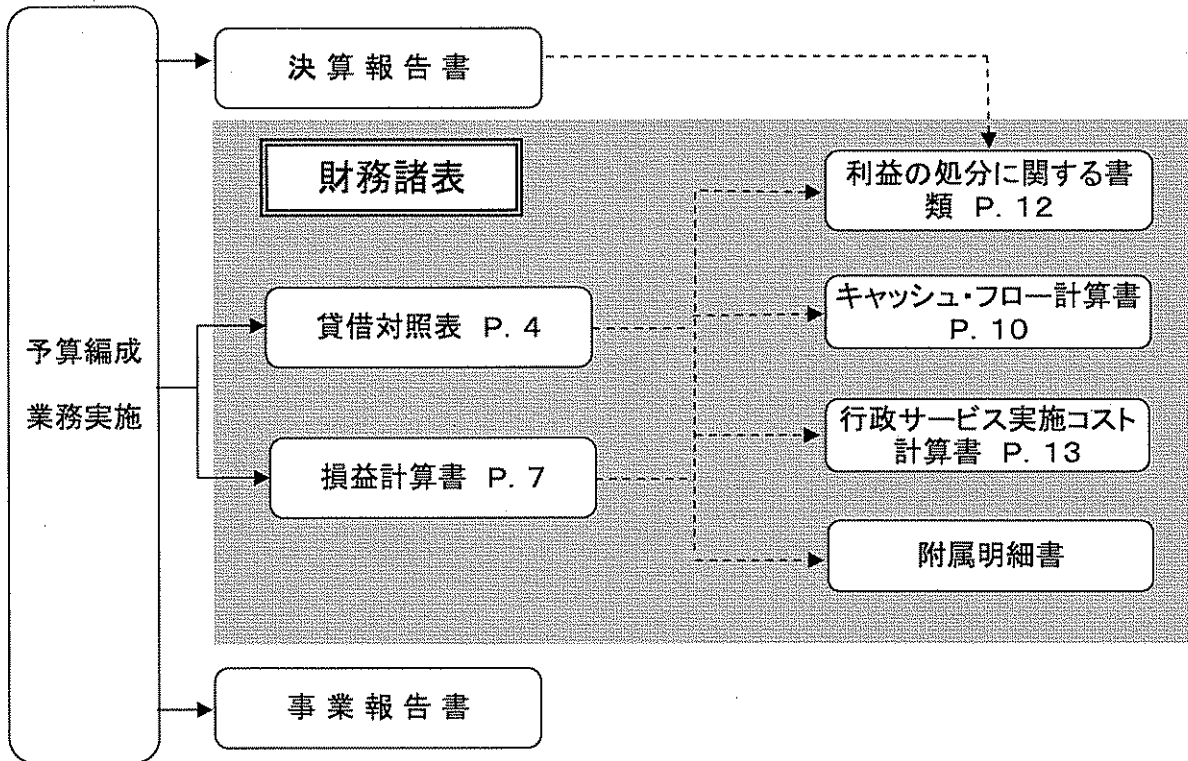 予算編成
業務実施
決 算 報 告 書
財務諸表
貸借対照表 P. 4
損益計算書 P. 7
利益の処分に関する書
類 P. 12
キャッシュ・フロー計算書
P. 10
行政サービス実施コスト
計算書 P. 13
附属明細書
事 業 報 告 書